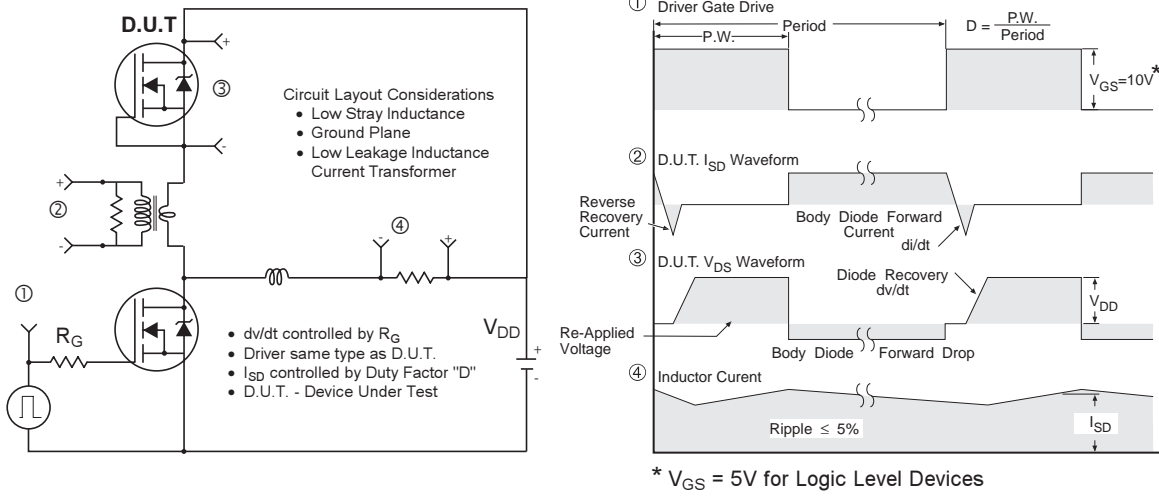 D.U.T
+
③
-
Circuit Layout Considerations
• Low Stray Inductance
• Ground Plane
• Low Leakage Inductance
Current Transformer
+
②
-
④
-
+
①
R_G
V_DD
+
-
• dv/dt controlled by R_G
• Driver same type as D.U.T.
• I_SD controlled by Duty Factor "D"
• D.U.T. - Device Under Test
① Driver Gate Drive
Period
P.W.
D = P.W. / Period
V_GS=10V*
② D.U.T. I_SD Waveform
Reverse
Recovery
Current
Body Diode Forward
Current
di/dt
③ D.U.T. V_DS Waveform
Diode Recovery
dv/dt
V_DD
Re-Applied
Voltage
Body Diode Forward Drop
④ Inductor Curent
Ripple ≤ 5%
I_SD
* V_GS = 5V for Logic Level Devices